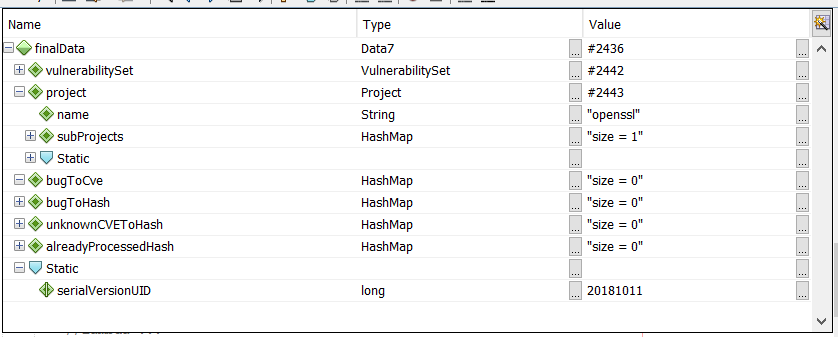 Name Type Value
finalData Data7 ... #2436 ...
vulnerabilitySet VulnerabilitySet ... #2442 ...
project Project ... #2443 ...
name String ... "openssl" ...
subProjects HashMap ... "size = 1" ...
Static ... ...
bugToCve HashMap ... "size = 0" ...
bugToHash HashMap ... "size = 0" ...
unknownCVEToHash HashMap ... "size = 0" ...
alreadyProcessedHash HashMap ... "size = 0" ...
Static ... ...
serialVersionUID long ... 20181011 ...